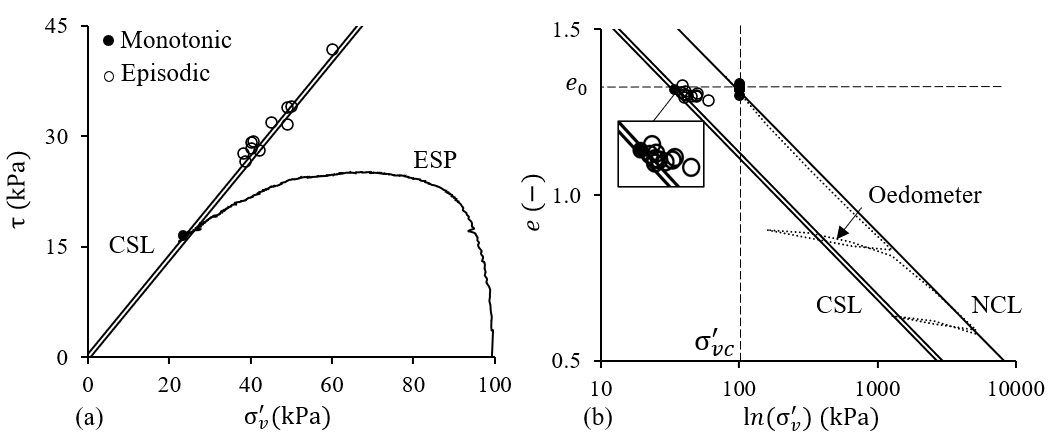 45
30
15
0
τ (kPa)
Monotonic
Episodic
ESP
CSL
0
20
40
60
80
100
(a)
σ′v (kPa)
1.5
e0
1.0
0.5
e (−)
Oedometer
CSL
NCL
σ′vc
10
100
1000
10000
(b)
ln(σ′v) (kPa)